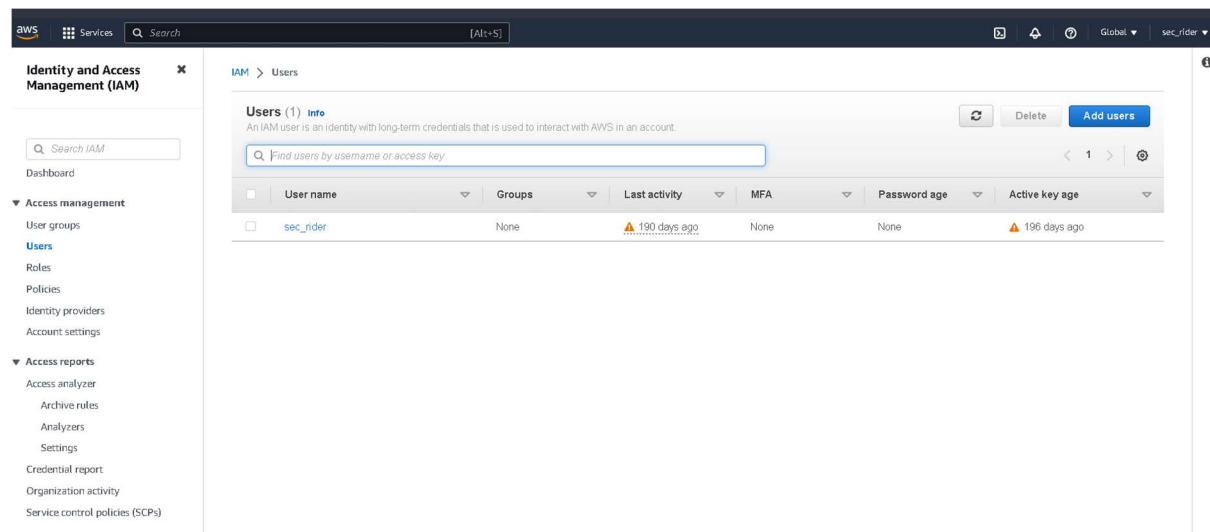 aws Services Search [Alt+S] Global sec_rider
Identity and Access
Management (IAM)
Search IAM
Dashboard
Access management
User groups
Users
Roles
Policies
Identity providers
Account settings
Access reports
Access analyzer
Archive rules
Analyzers
Settings
Credential report
Organization activity
Service control policies (SCPs)
IAM > Users
Users (1) Info
An IAM user is an identity with long-term credentials that is used to interact with AWS in an account.
Delete Add users
Find users by username or access key
1
User name Groups Last activity MFA Password age Active key age
sec_rider None 190 days ago None None 196 days ago